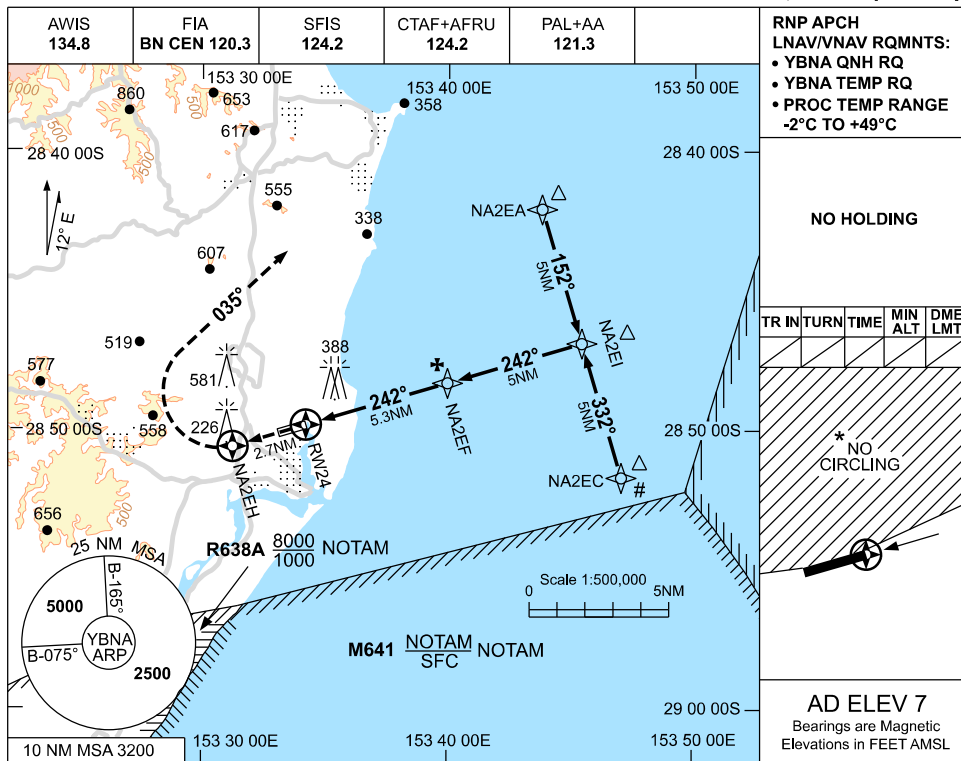 AWIS
134.8
FIA
BN CEN 120.3
SFIS
124.2
CTAF+AFRU
124.2
PAL+AA
121.3
RNP APCH
LNAV/VNAV RQMNTS:
• YBNA QNH RQ
• YBNA TEMP RQ
• PROC TEMP RANGE
-2°C TO +49°C
NO HOLDING
TR IN TURN TIME MIN ALT DME LMT
* NO
CIRCLING
AD ELEV 7
Bearings are Magnetic
Elevations in FEET AMSL
153 30 00E
153 40 00E
153 50 00E
1000
860
500
653
617
500
358
28 40 00S
28 40 00S
500
12° E
555
338
NA2EA
607
152°
5NM
035°
519
NA2EI
388
242°
5NM
577
581
242°
5.3NM
NA2EF
332°
5NM
558
226
28 50 00S
28 50 00S
2.7NM
RW24
NA2EH
NA2EC
#
656
500
25 NM MSA
R638A 8000
1000 NOTAM
B-165°
5000
YBNA
ARP
B-075°
2500
Scale 1:500,000
0 5NM
M641 NOTAM
SFC NOTAM
29 00 00S
10 NM MSA 3200
153 30 00E
153 40 00E
153 50 00E